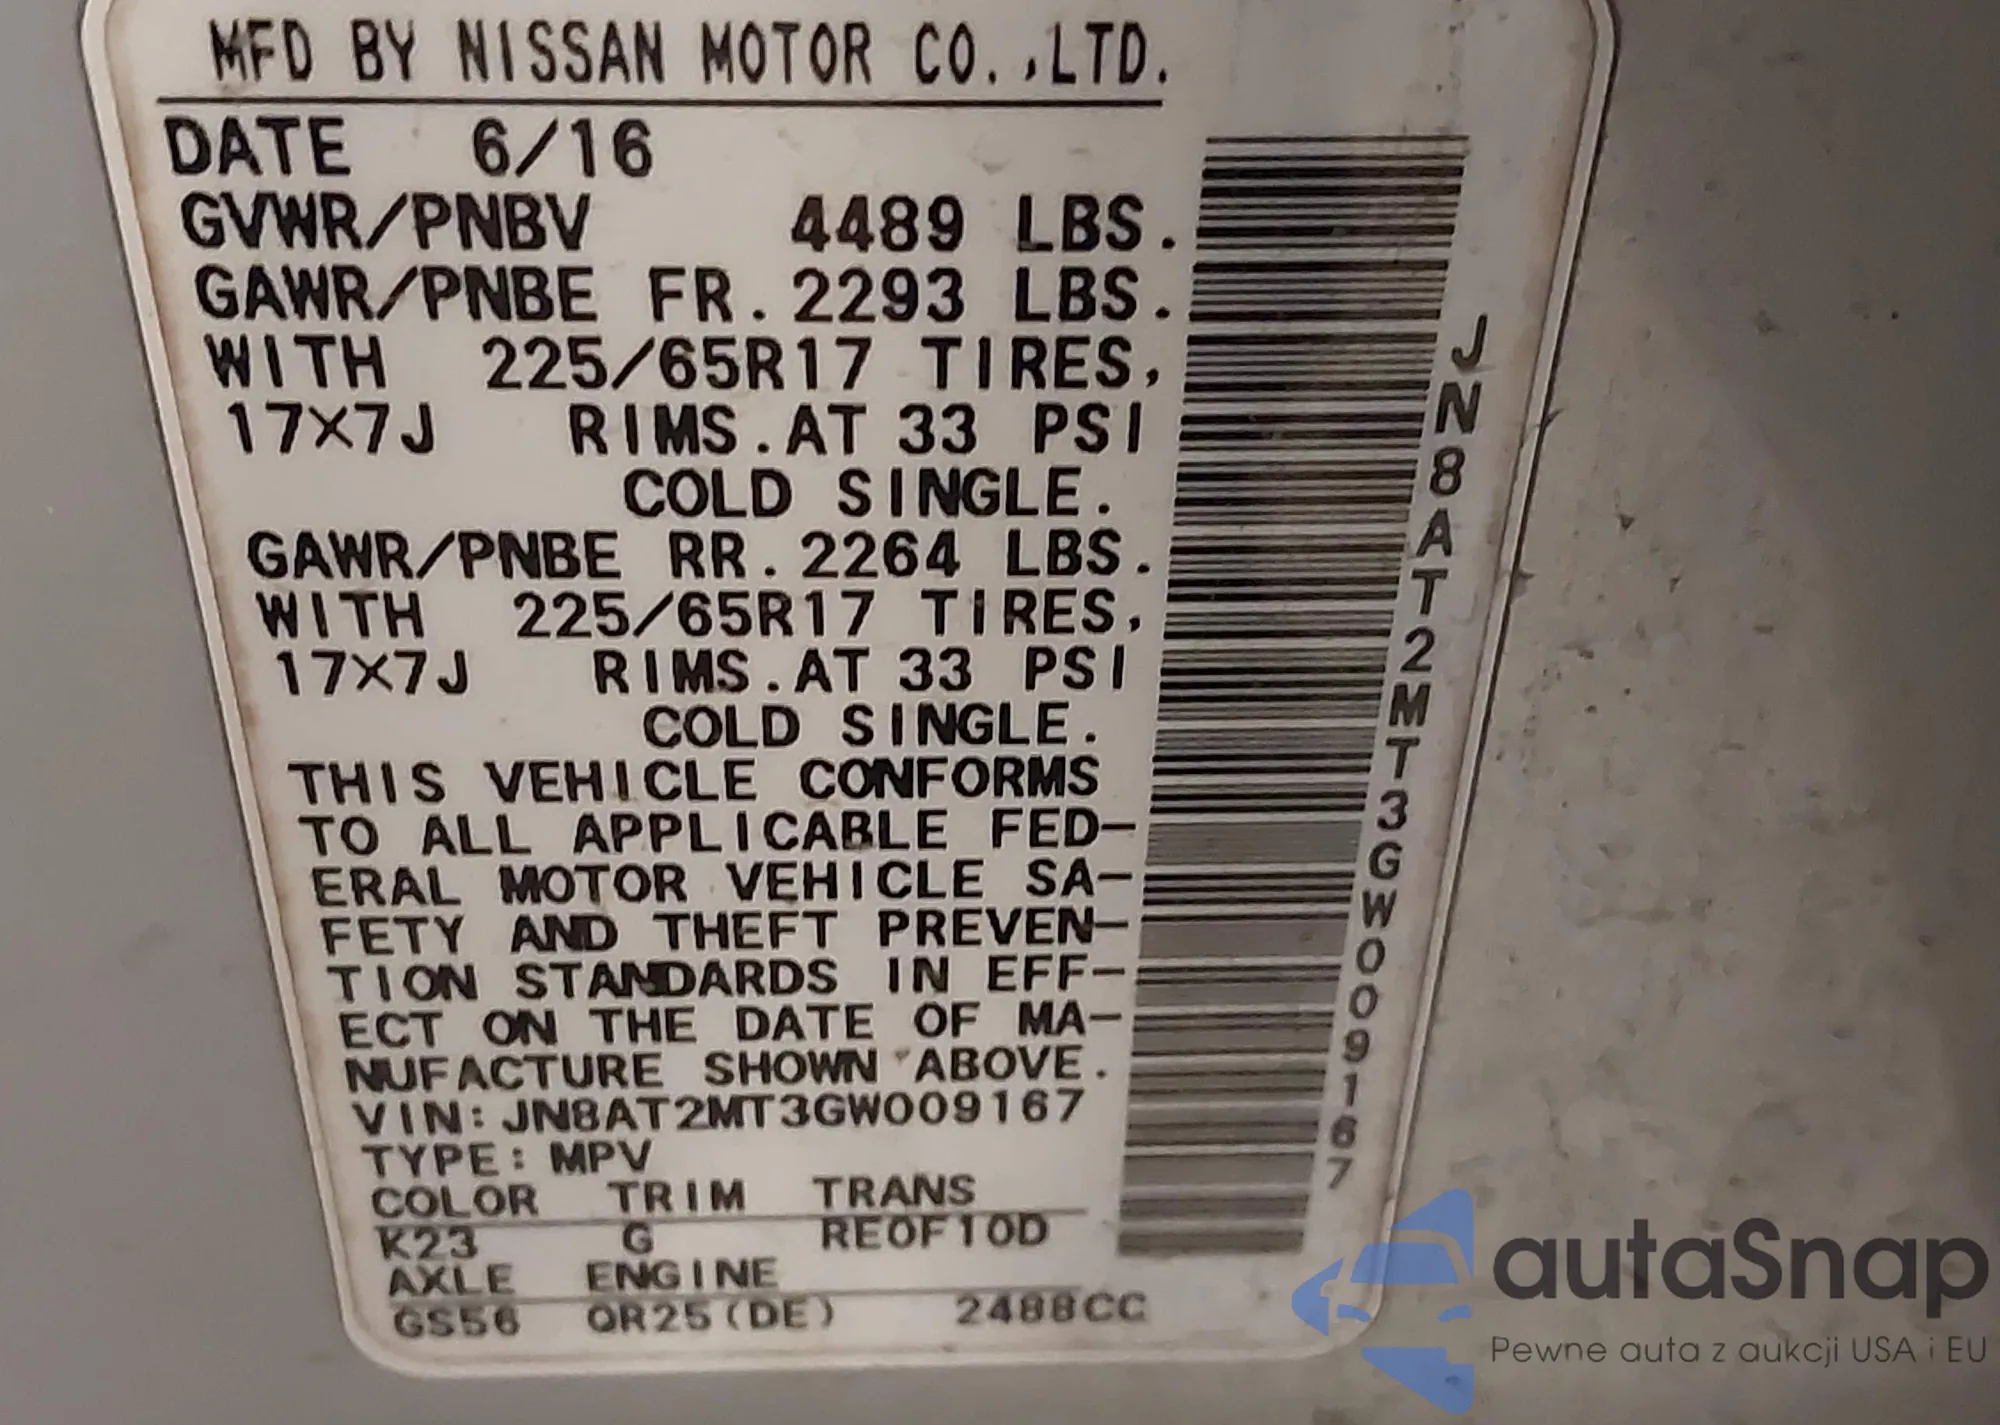 MFD BY NISSAN MOTOR CO.,LTD.
DATE 6/16
GVWR/PNBV 4489 LBS.
GAWR/PNBE FR. 2293 LBS.
WITH 225/65R17 TIRES,
17X7J RIMS.AT 33 PSI
COLD SINGLE.
GAWR/PNBE RR. 2264 LBS.
WITH 225/65R17 TIRES,
17X7J RIMS.AT 33 PSI
COLD SINGLE.
THIS VEHICLE CONFORMS
TO ALL APPLICABLE FED-
ERAL MOTOR VEHICLE SA-
FETY AND THEFT PREVEN-
TION STANDARDS IN EFF-
ECT ON THE DATE OF MA-
NUFACTURE SHOWN ABOVE.
VIN: JN8AT2MT3GW009167
TYPE: MPV
COLOR TRIM TRANS
K23 G RE0F10D
AXLE ENGINE
GS56 QR25(DE) 2488CC
JN8AT2MT3GW009167
autaSnap
Pewne auta z aukcji USA i EU